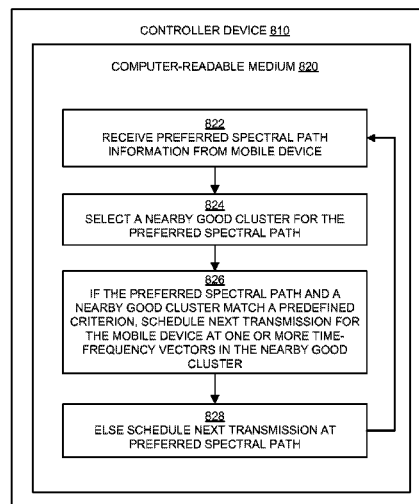 CONTROLLER DEVICE 810
COMPUTER-READABLE MEDIUM 820
822
RECEIVE PREFERRED SPECTRAL PATH
INFORMATION FROM MOBILE DEVICE
824
SELECT A NEARBY GOOD CLUSTER FOR THE
PREFERRED SPECTRAL PATH
826
IF THE PREFERRED SPECTRAL PATH AND A
NEARBY GOOD CLUSTER MATCH A PREDEFINED
CRITERION, SCHEDULE NEXT TRANSMISSION FOR
THE MOBILE DEVICE AT ONE OR MORE TIME-
FREQUENCY VECTORS IN THE NEARBY GOOD
CLUSTER
828
ELSE SCHEDULE NEXT TRANSMISSION AT
PREFERRED SPECTRAL PATH